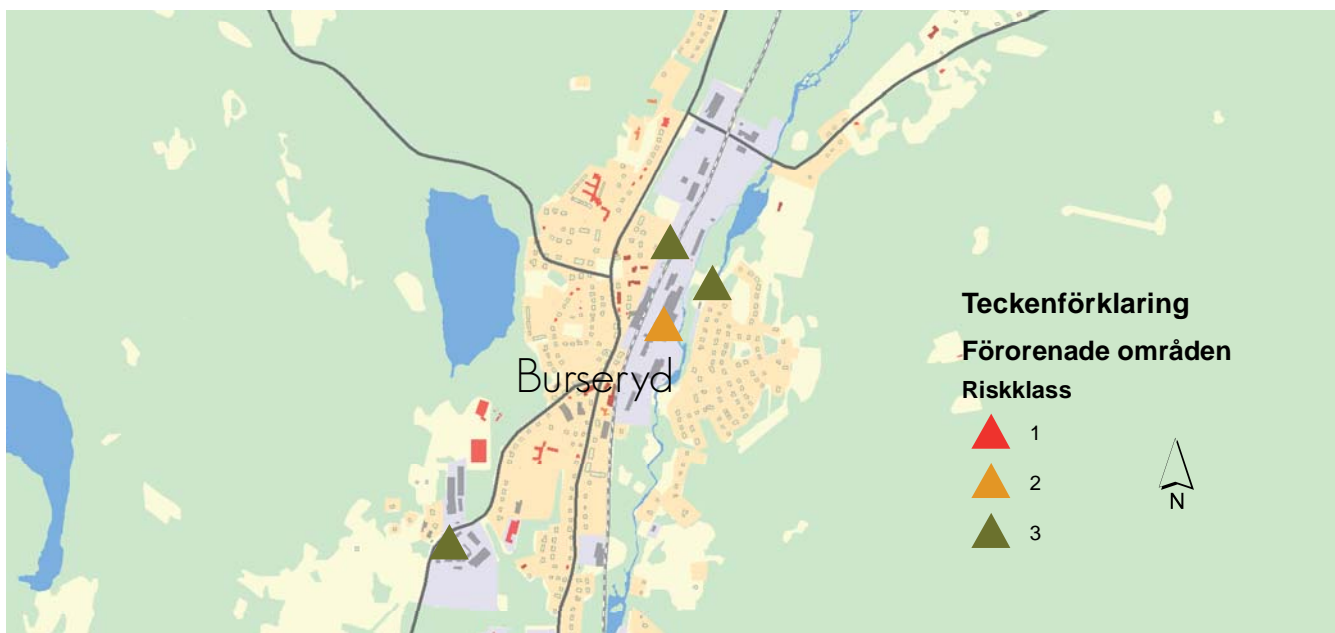 Burseryd
Teckenförklaring
Förorenade områden
Riskklass
1
2
3
N